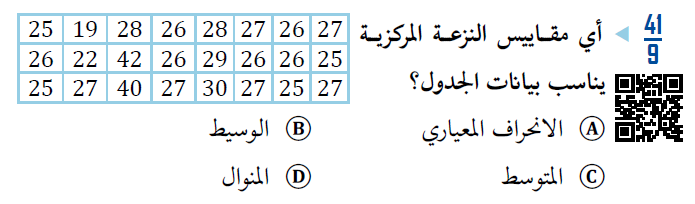 41/9 أي مقاييس النزعة المركزية
يناسب بيانات الجدول؟
25 19 28 26 28 27 26 27
26 22 42 26 29 26 26 25
25 27 40 27 30 27 25 27
A الانحراف المعياري B الوسيط
C المتوسط D المنوال